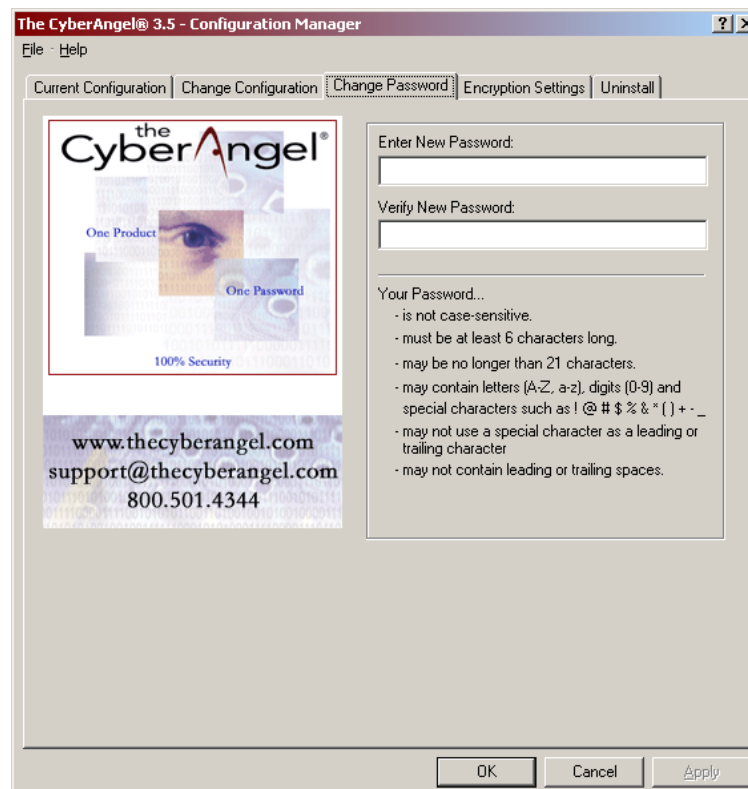 The CyberAngel® 3.5 - Configuration Manager
File Help
Current Configuration Change Configuration Change Password Encryption Settings Uninstall
the
CyberAngel®
One Product
One Password
100% Security
www.thecyberangel.com
support@thecyberangel.com
800.501.4344
Enter New Password:
Verify New Password:
Your Password...
- is not case-sensitive.
- must be at least 6 characters long.
- may be no longer than 21 characters.
- may contain letters (A-Z, a-z), digits (0-9) and
special characters such as ! @ # $ % & * ( ) + - _
- may not use a special character as a leading or
trailing character
- may not contain leading or trailing spaces.
OK Cancel Apply